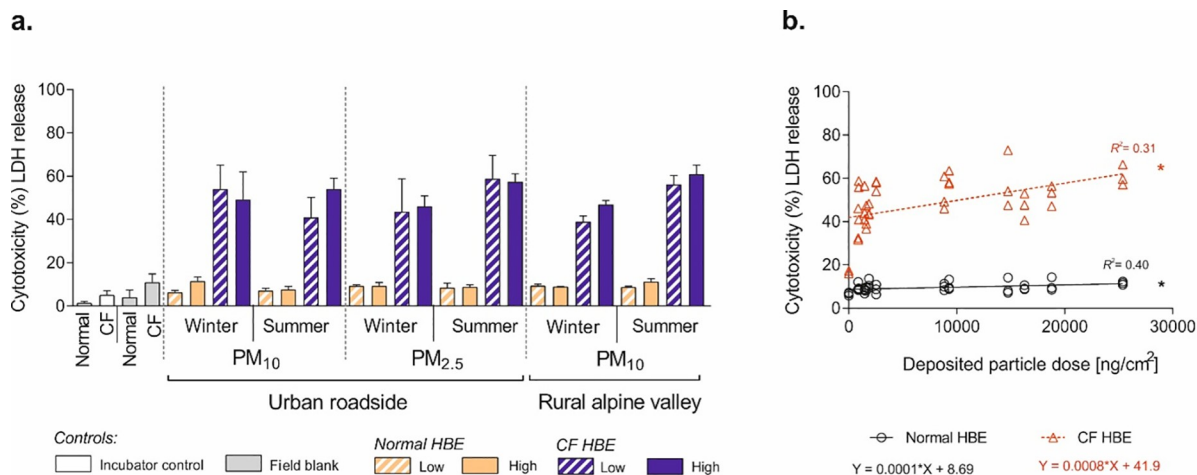 a.
Cytotoxicity (%) LDH release
100
80
60
40
20
0
Normal
CF
Normal
CF
Winter
Summer
Winter
Summer
Winter
Summer
PM10
PM2.5
PM10
Urban roadside
Rural alpine valley
Controls:
Incubator control
Field blank
Normal HBE
Low
High
CF HBE
Low
High
b.
Cytotoxicity (%) LDH release
100
80
60
40
20
0
R²= 0.31
*
R²= 0.40
*
0
10000
20000
30000
Deposited particle dose [ng/cm²]
Normal HBE
CF HBE
Y = 0.0001*X + 8.69
Y = 0.0008*X + 41.9